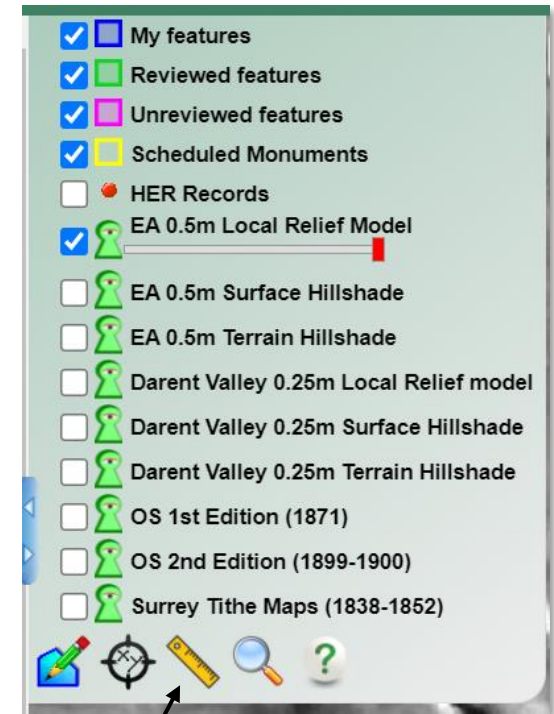 My features
Reviewed features
Unreviewed features
Scheduled Monuments
HER Records
EA 0.5m Local Relief Model
EA 0.5m Surface Hillshade
EA 0.5m Terrain Hillshade
Darent Valley 0.25m Local Relief model
Darent Valley 0.25m Surface Hillshade
Darent Valley 0.25m Terrain Hillshade
OS 1st Edition (1871)
OS 2nd Edition (1899-1900)
Surrey Tithe Maps (1838-1852)
x y ?